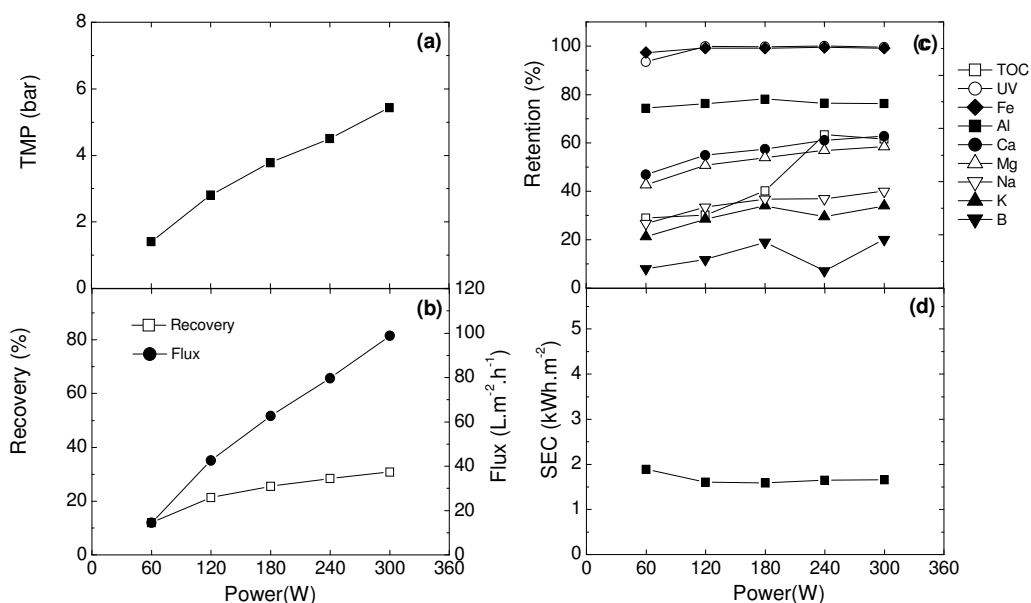 8
6
4
2
0
TMP (bar)
(a)
100
80
60
40
20
0
Retention (%)
(c)
TOC
UV
Fe
Al
Ca
Mg
Na
K
B
80
60
40
20
0
Recovery (%)
(b)
Recovery
Flux
120
100
80
60
40
20
0
Flux (L.m-2.h-1)
0 60 120 180 240 300 360
Power(W)
5
4
3
2
1
0
SEC (kWh.m-2)
(d)
0 60 120 180 240 300 360
Power(W)